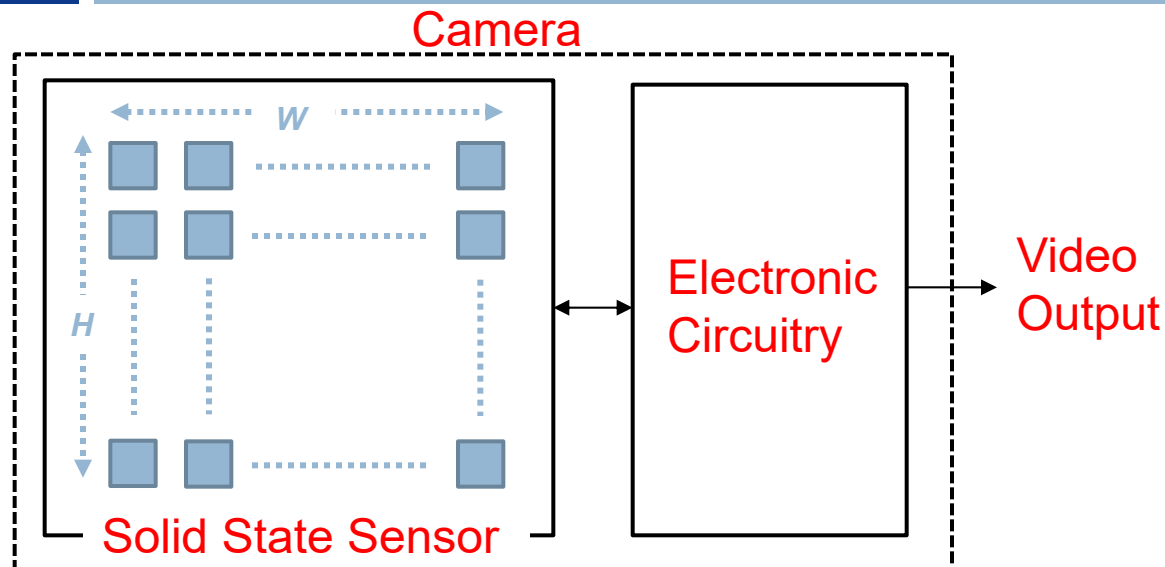 Camera
W
H
Electronic
Circuitry
Video
Output
Solid State Sensor